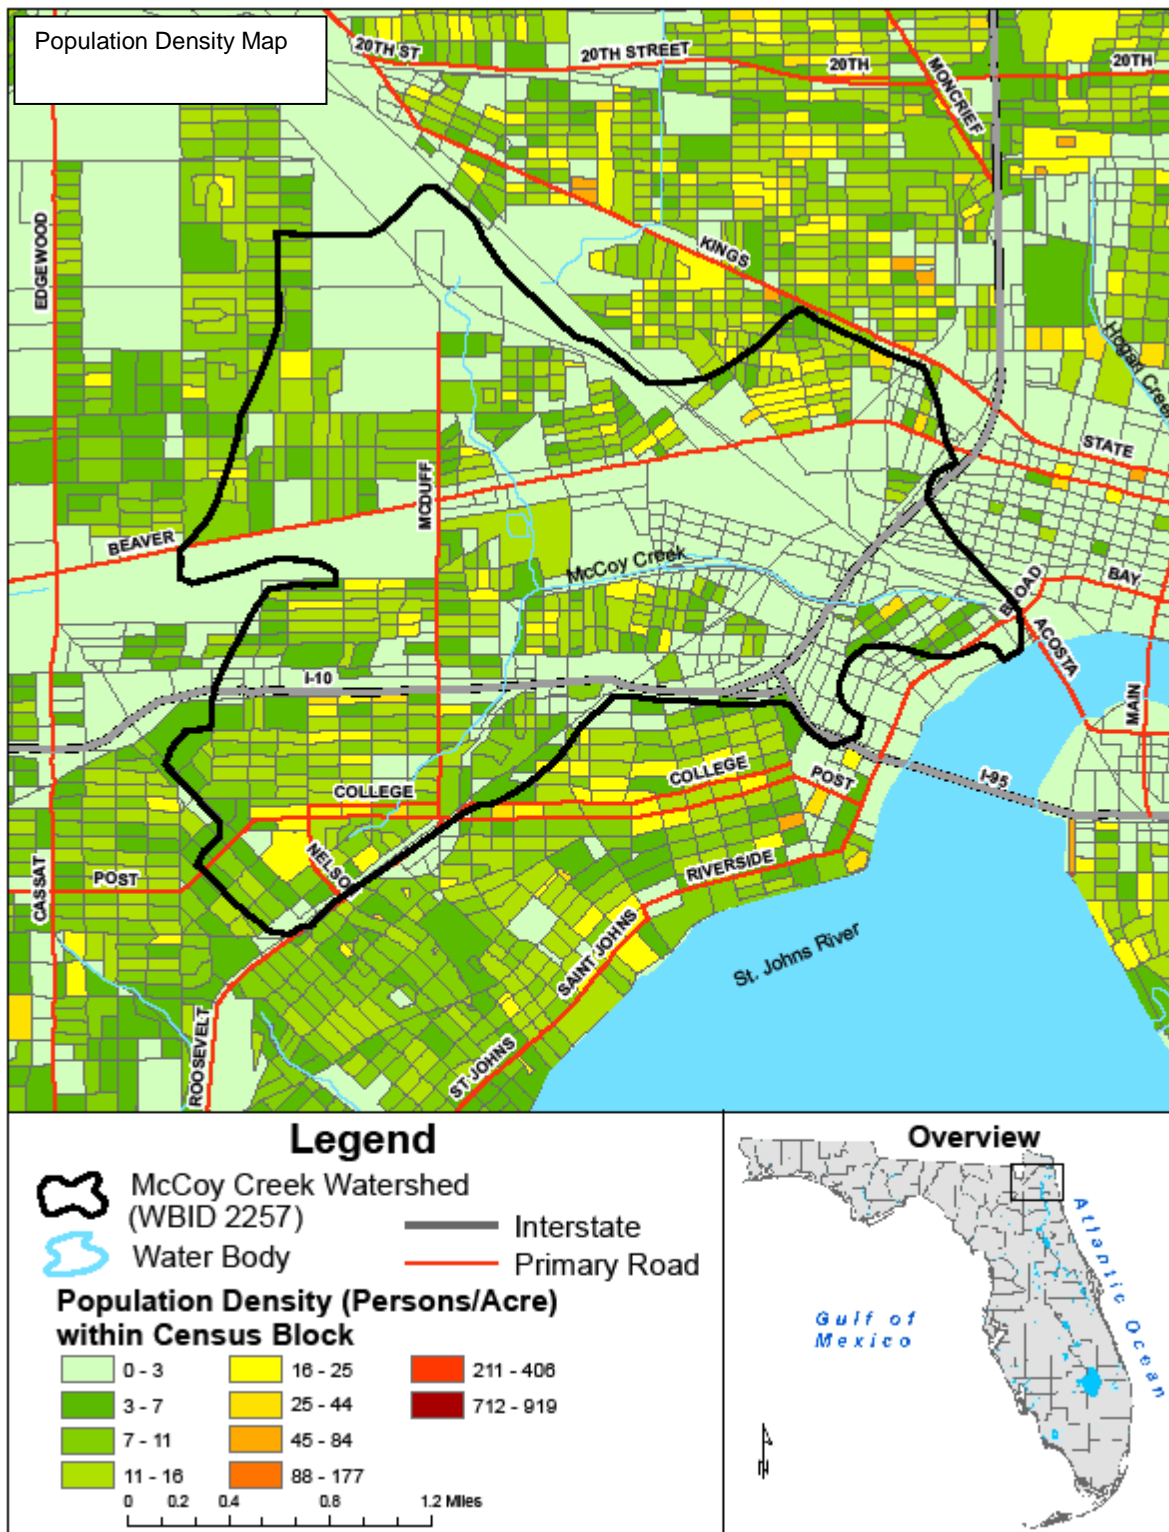 Population Density Map
20TH ST
20TH STREET
20TH
20TH
MONCRIEF
EDGEWOOD
KINGS
Hogan Creek
STATE
MCDUFF
BEAVER
McCoy Creek
BROAD
BAY
ACOSTA
I-10
MAIN
COLLEGE
COLLEGE
POST
I-95
NELSO
RIVERSIDE
POST
CASSAT
SAINT JOHNS
St. Johns River
ROOSEVELT
ST JOHNS
Legend
McCoy Creek Watershed
(WBID 2257)
Water Body
Interstate
Primary Road
Population Density (Persons/Acre)
within Census Block
0 - 3
3 - 7
7 - 11
11 - 16
16 - 25
25 - 44
45 - 84
88 - 177
211 - 406
712 - 919
0 0.2 0.4 0.8 1.2 Miles
Overview
Atlantic Ocean
Gulf of
Mexico
N